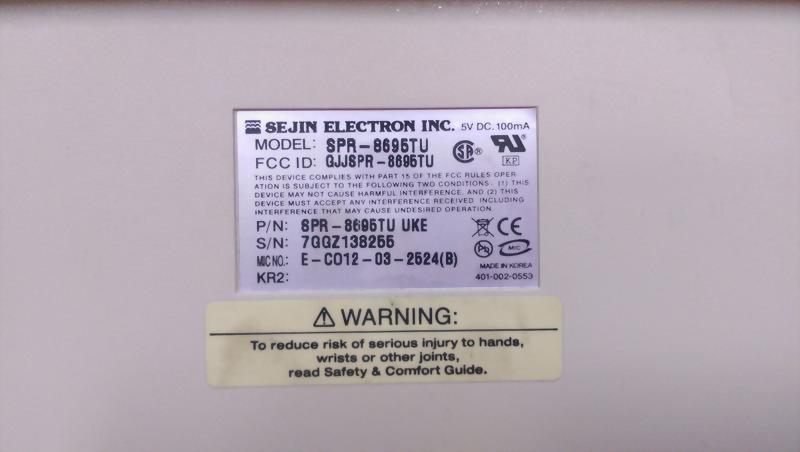 SEJIN ELECTRON INC. 5V DC. 100mA
MODEL: SPR-8695TU
FCC ID: GJJSPR-8695TU
THIS DEVICE COMPLIES WITH PART 15 OF THE FCC RULES OPER
ATION IS SUBJECT TO THE FOLLOWING TWO CONDITIONS: (1) THIS
DEVICE MAY NOT CAUSE HARMFUL INTERFERENCE. AND (2) THIS
DEVICE MUST ACCEPT ANY INTERFERENCE RECEIVED INCLUDING
INTERFERENCE THAT MAY CAUSE UNDESIRED OPERATION.
P/N: SPR-8695TU UKE
S/N: 7GGZ138255
MIC NO.: E-C012-03-2524(B)
KR2:
SA ®
KP
CE
Pb MIC
MADE IN KOREA
401-002-0553
WARNING:
To reduce risk of serious injury to hands,
wrists or other joints,
read Safety & Comfort Guide.